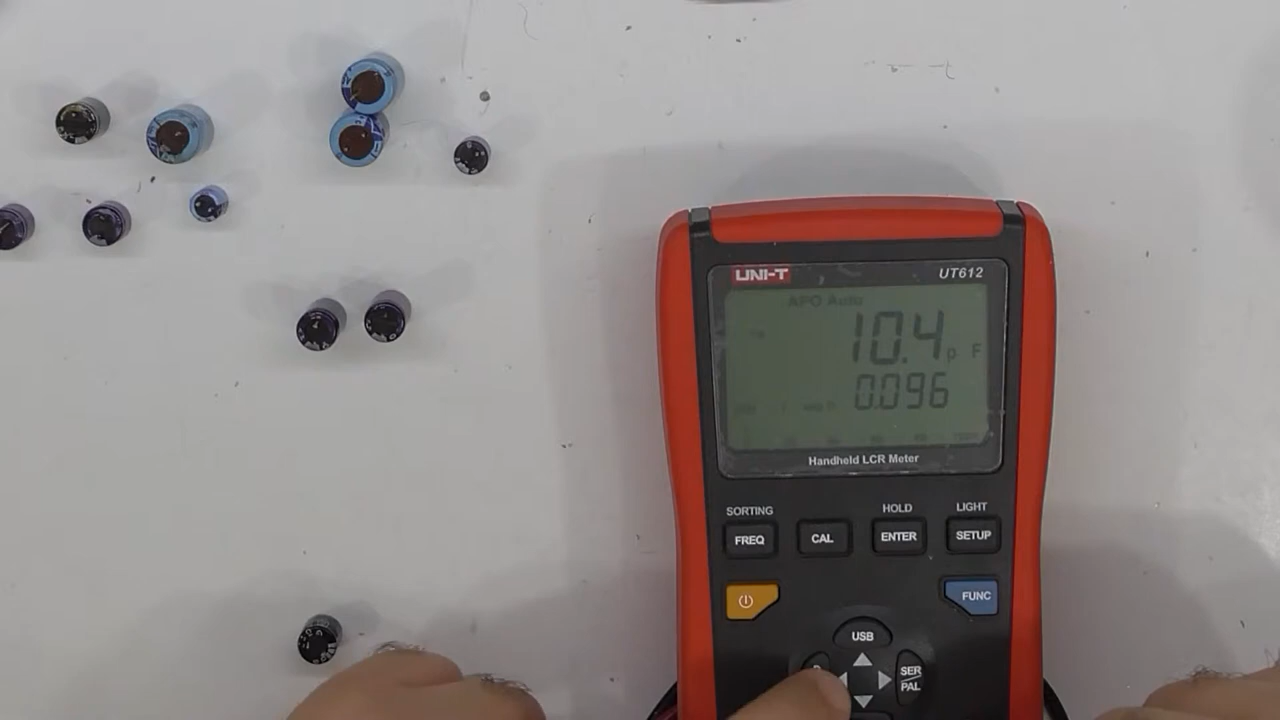 UNI-T UT612
APO Auto
10.4 p F
0.096
Handheld LCR Meter
SORTING HOLD LIGHT
FREQ CAL ENTER SETUP
FUNC
USB
SER
PAL